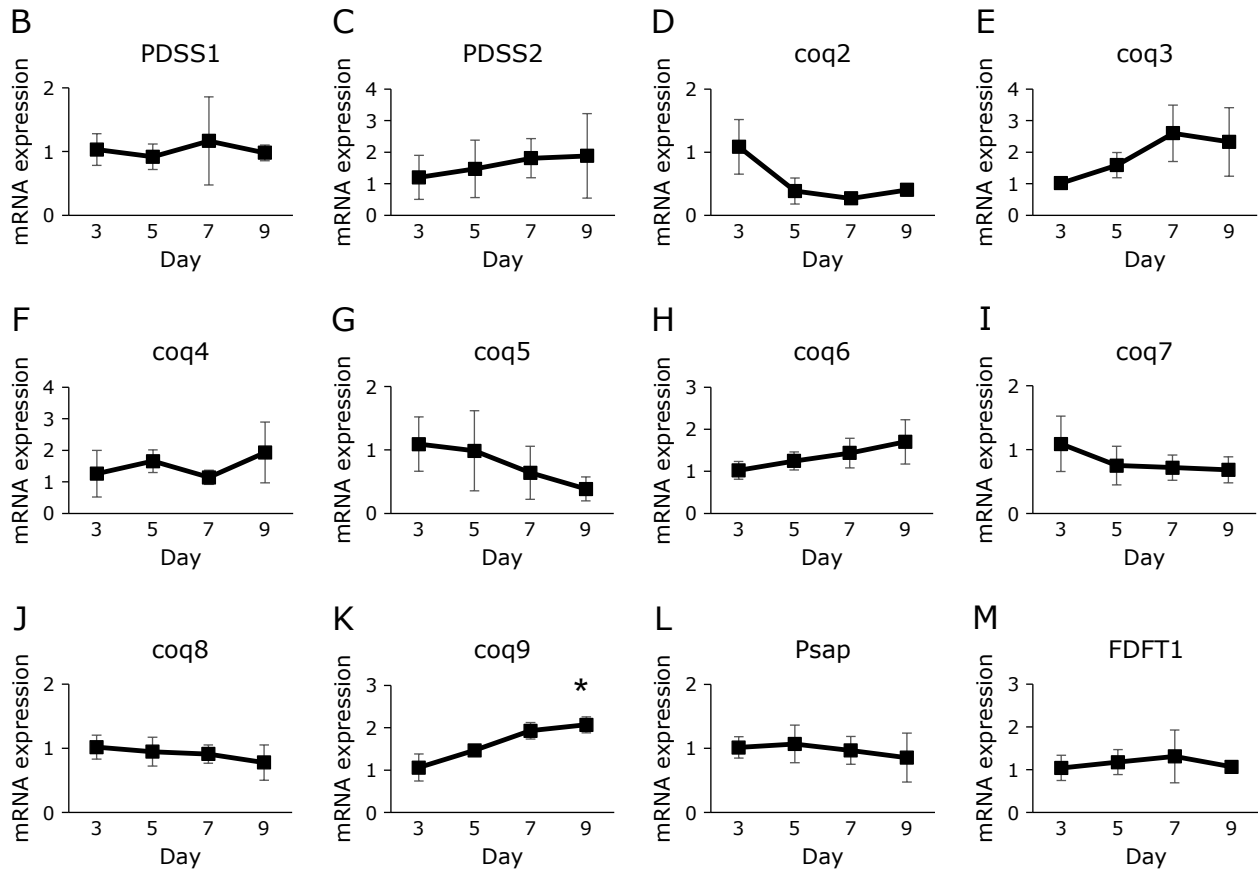 B
PDSS1
mRNA expression
2
1
0
3 5 7 9
Day
C
PDSS2
mRNA expression
4
3
2
1
0
3 5 7 9
Day
D
coq2
mRNA expression
2
1
0
3 5 7 9
Day
E
coq3
mRNA expression
4
3
2
1
0
3 5 7 9
Day
F
coq4
mRNA expression
4
3
2
1
0
3 5 7 9
Day
G
coq5
mRNA expression
2
1
0
3 5 7 9
Day
H
coq6
mRNA expression
3
2
1
0
3 5 7 9
Day
I
coq7
mRNA expression
2
1
0
3 5 7 9
Day
J
coq8
mRNA expression
2
1
0
3 5 7 9
Day
K
coq9
*
mRNA expression
3
2
1
0
3 5 7 9
Day
L
Psap
mRNA expression
2
1
0
3 5 7 9
Day
M
FDFT1
mRNA expression
3
2
1
0
3 5 7 9
Day